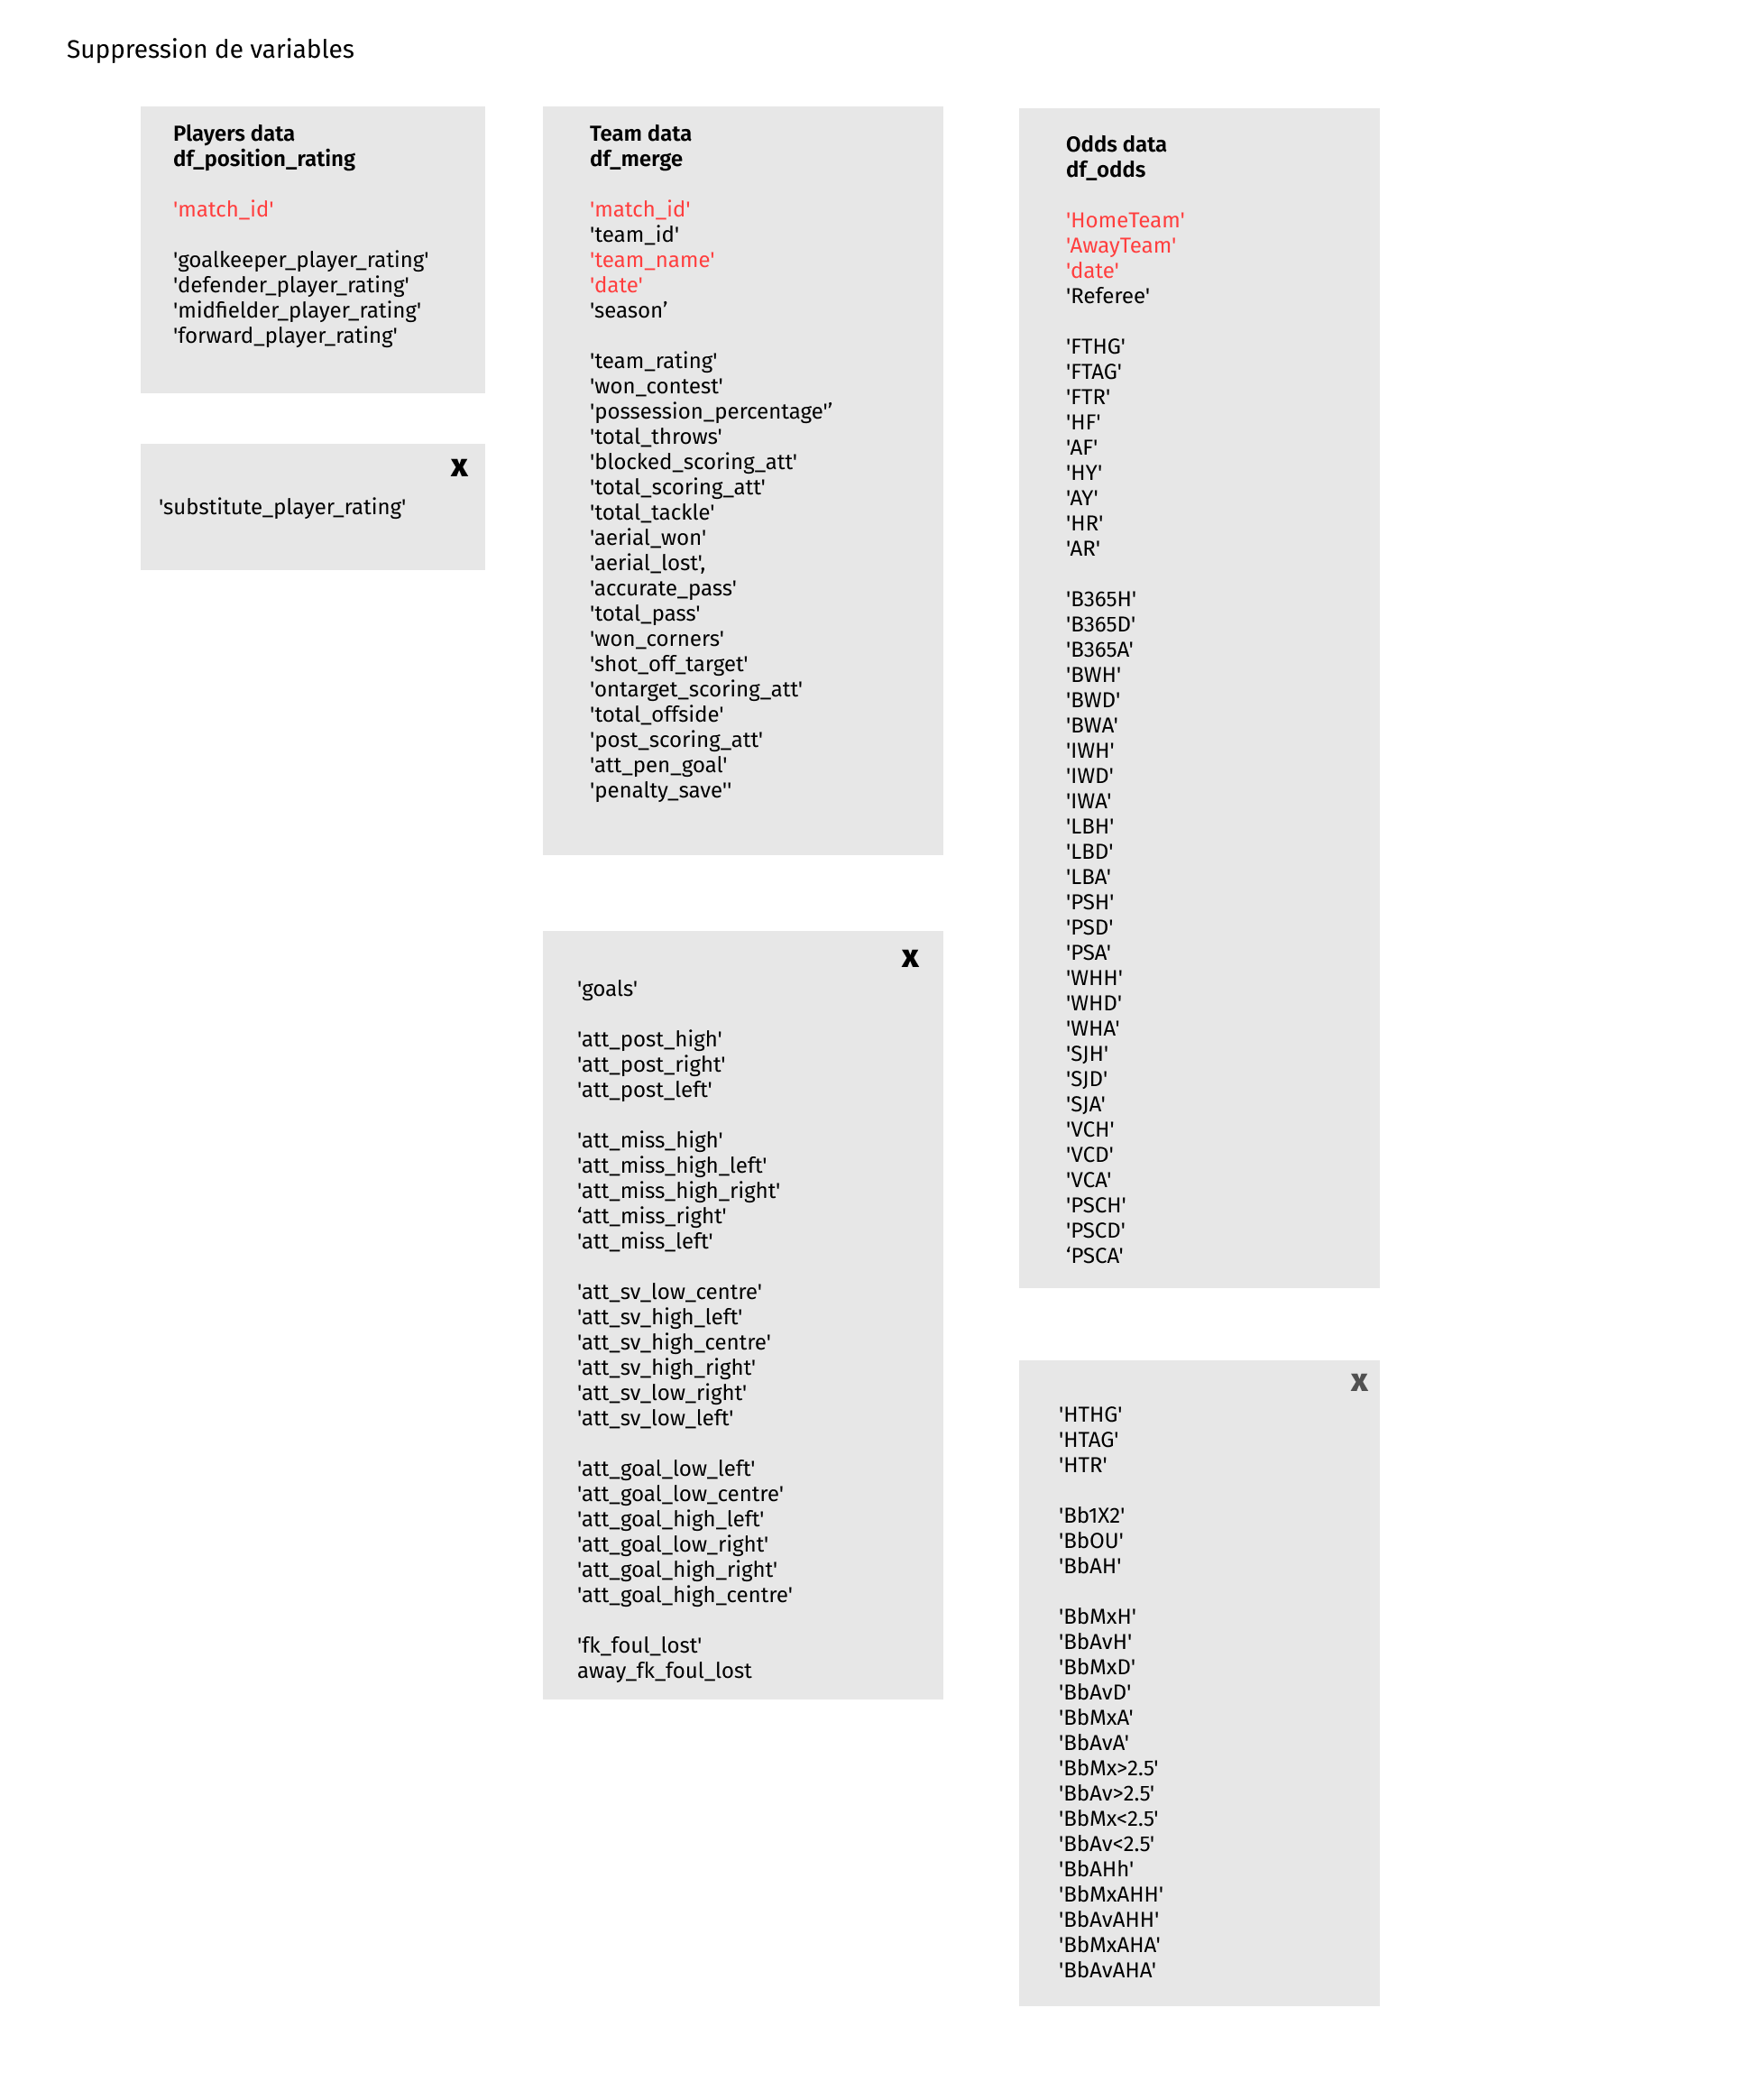 Suppression de variables
Players data
df_position_rating
'match_id'
'goalkeeper_player_rating'
'defender_player_rating'
'midfielder_player_rating'
'forward_player_rating'
X
'substitute_player_rating'
Team data
df_merge
'match_id'
'team_id'
'team_name'
'date'
'season’
'team_rating'
'won_contest'
'possession_percentage'’
'total_throws'
'blocked_scoring_att'
'total_scoring_att'
'total_tackle'
'aerial_won'
'aerial_lost',
'accurate_pass'
'total_pass'
'won_corners'
'shot_off_target'
'ontarget_scoring_att'
'total_offside'
'post_scoring_att'
'att_pen_goal'
'penalty_save''
X
'goals'
'att_post_high'
'att_post_right'
'att_post_left'
'att_miss_high'
'att_miss_high_left'
'att_miss_high_right'
‘att_miss_right'
'att_miss_left'
'att_sv_low_centre'
'att_sv_high_left'
'att_sv_high_centre'
'att_sv_high_right'
'att_sv_low_right'
'att_sv_low_left'
'att_goal_low_left'
'att_goal_low_centre'
'att_goal_high_left'
'att_goal_low_right'
'att_goal_high_right'
'att_goal_high_centre'
'fk_foul_lost'
away_fk_foul_lost
Odds data
df_odds
'HomeTeam'
'AwayTeam'
'date'
'Referee'
'FTHG'
'FTAG'
'FTR'
'HF'
'AF'
'HY'
'AY'
'HR'
'AR'
'B365H'
'B365D'
'B365A'
'BWH'
'BWD'
'BWA'
'IWH'
'IWD'
'IWA'
'LBH'
'LBD'
'LBA'
'PSH'
'PSD'
'PSA'
'WHH'
'WHD'
'WHA'
'SJH'
'SJD'
'SJA'
'VCH'
'VCD'
'VCA'
'PSCH'
'PSCD'
‘PSCA'
X
'HTHG'
'HTAG'
'HTR'
'Bb1X2'
'BbOU'
'BbAH'
'BbMxH'
'BbAvH'
'BbMxD'
'BbAvD'
'BbMxA'
'BbAvA'
'BbMx>2.5'
'BbAv>2.5'
'BbMx<2.5'
'BbAv<2.5'
'BbAHh'
'BbMxAHH'
'BbAvAHH'
'BbMxAHA'
'BbAvAHA'